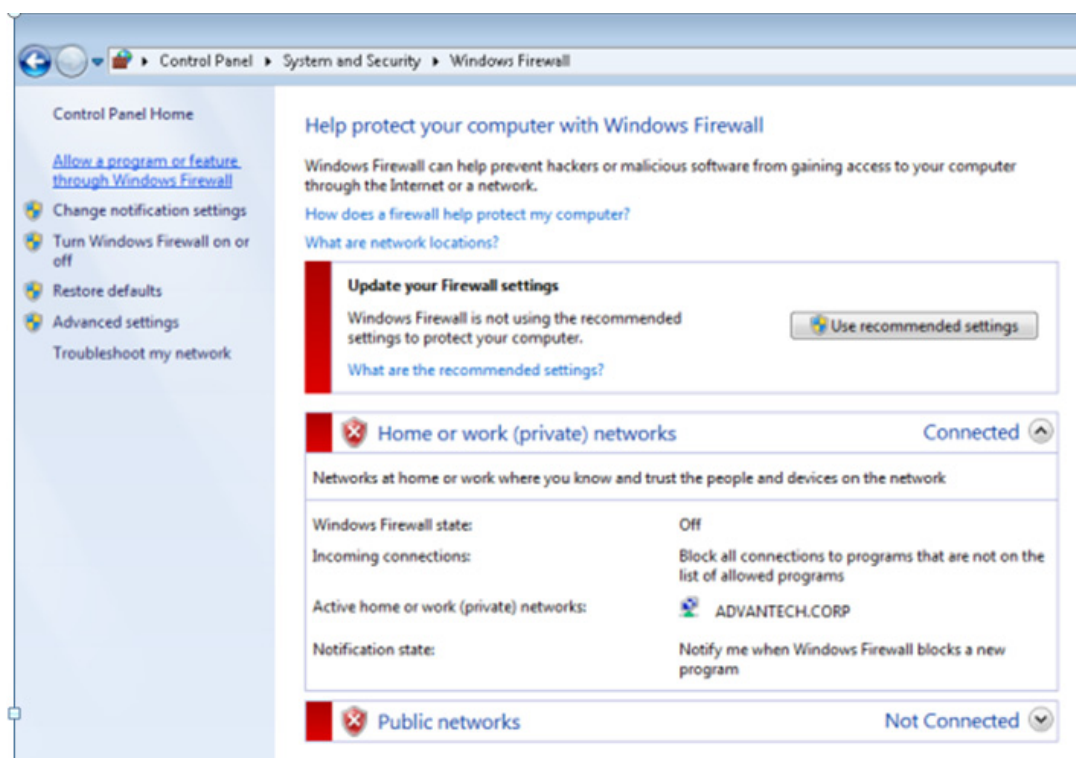 Control Panel ▸ System and Security ▸ Windows Firewall
Control Panel Home
Allow a program or feature
through Windows Firewall
Change notification settings
Turn Windows Firewall on or
off
Restore defaults
Advanced settings
Troubleshoot my network
Help protect your computer with Windows Firewall
Windows Firewall can help prevent hackers or malicious software from gaining access to your computer
through the Internet or a network.
How does a firewall help protect my computer?
What are network locations?
Update your Firewall settings
Windows Firewall is not using the recommended
settings to protect your computer.
Use recommended settings
What are the recommended settings?
Home or work (private) networks Connected
Networks at home or work where you know and trust the people and devices on the network
Windows Firewall state: Off
Incoming connections: Block all connections to programs that are not on the
list of allowed programs
Active home or work (private) networks: ADVANTECH.CORP
Notification state: Notify me when Windows Firewall blocks a new
program
Public networks Not Connected